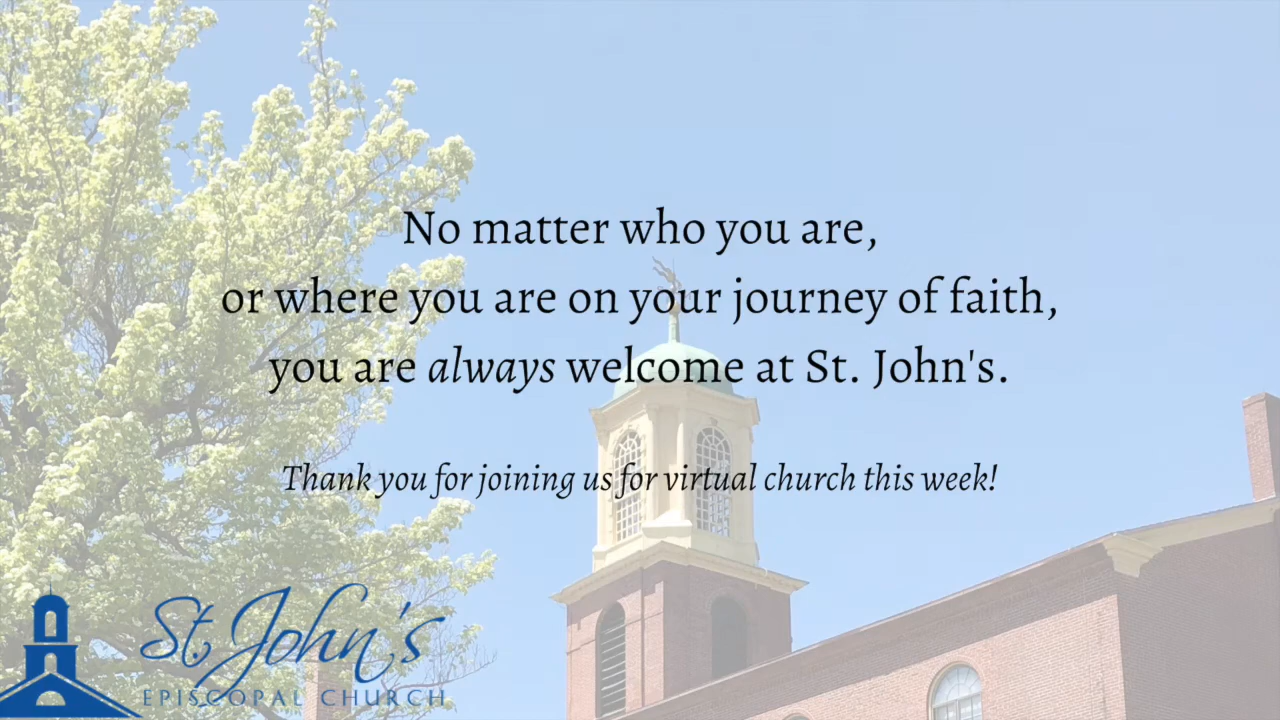 No matter who you are,
or where you are on your journey of faith,
you are always welcome at St. John's.
Thank you for joining us for virtual church this week!
St. John's
EPISCOPAL CHURCH